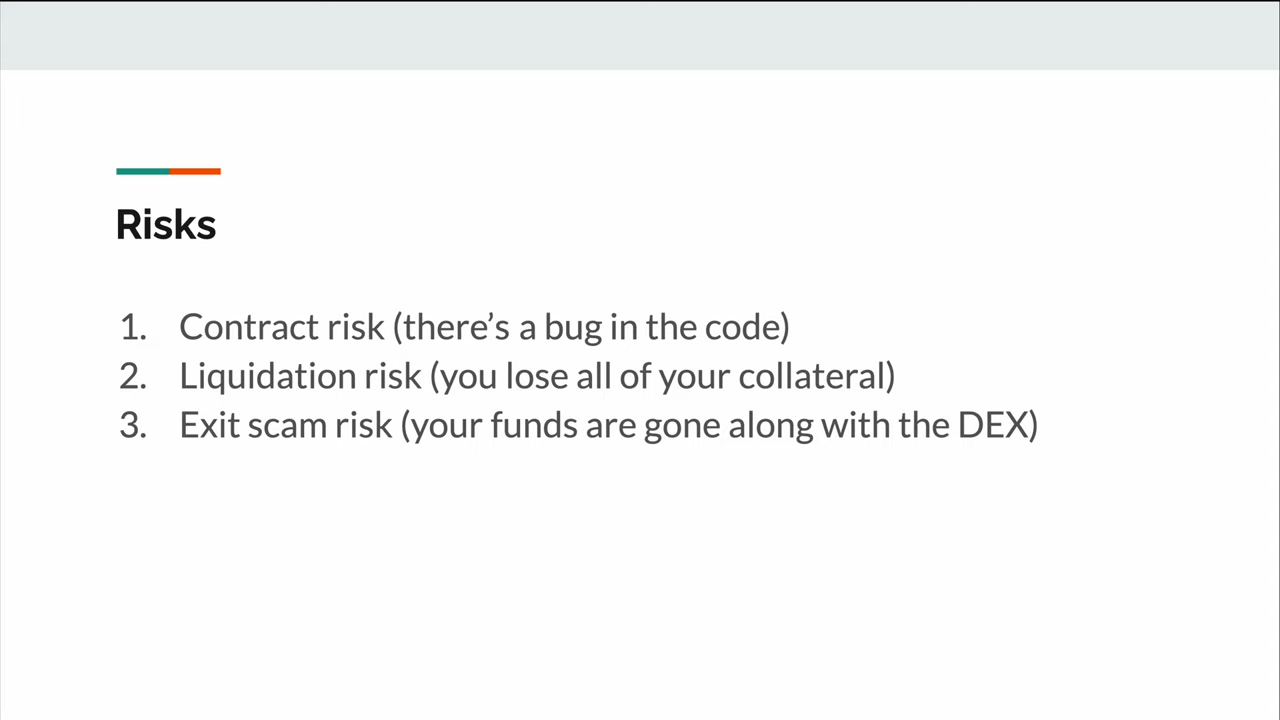 Risks
1. Contract risk (there’s a bug in the code)
2. Liquidation risk (you lose all of your collateral)
3. Exit scam risk (your funds are gone along with the DEX)